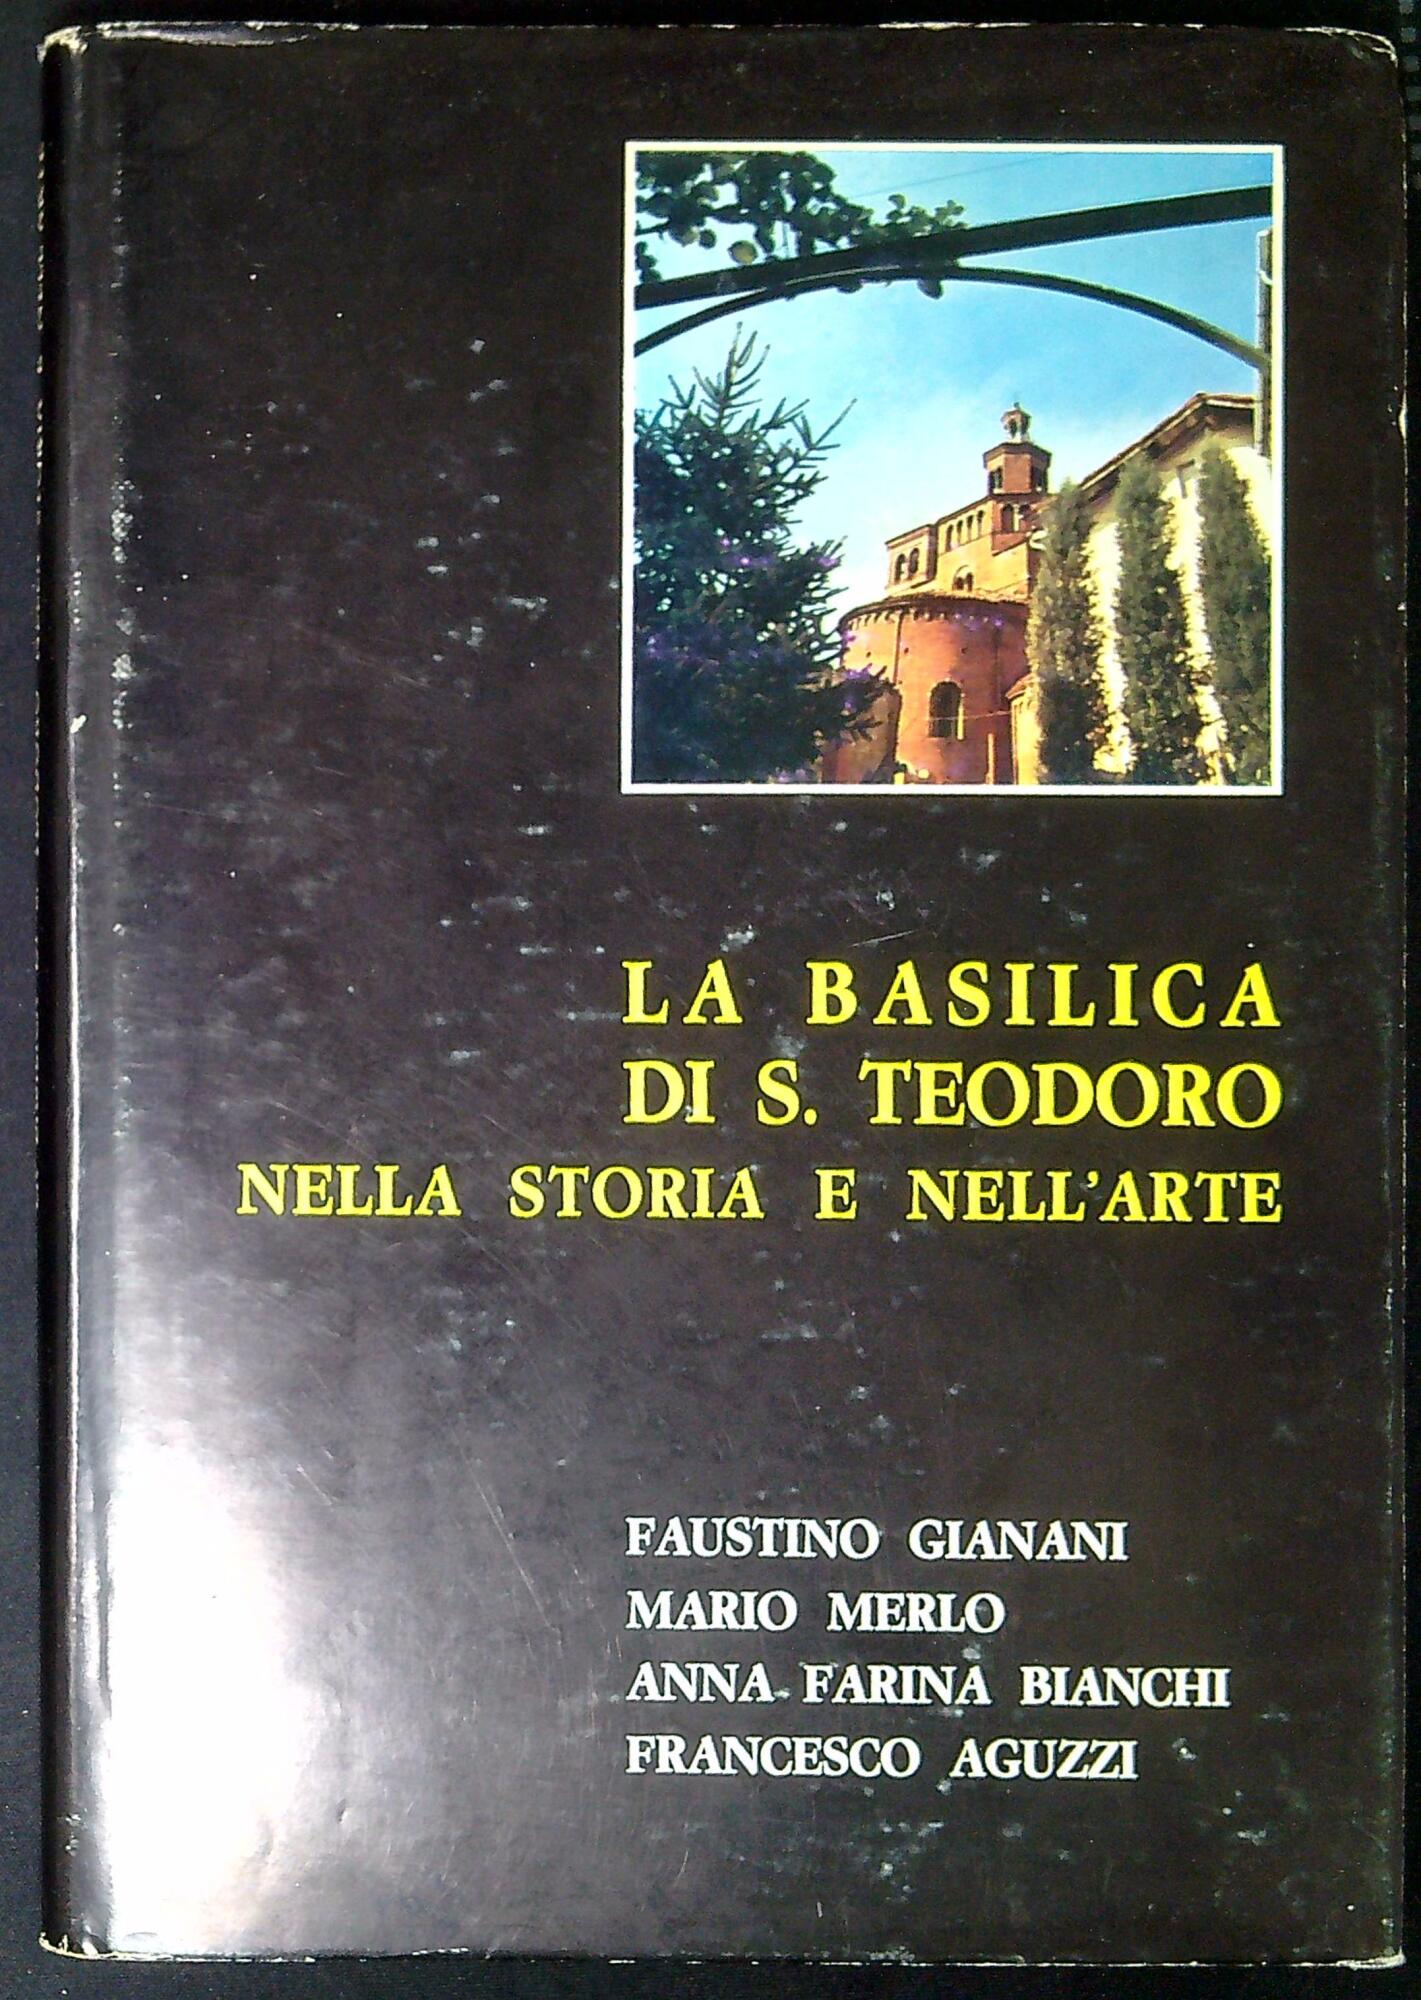 LA BASILICA
DI S. TEODORO
NELLA STORIA E NELL'ARTE
FAUSTINO GIANANI
MARIO MERLO
ANNA FARINA BIANCHI
FRANCESCO AGUZZI